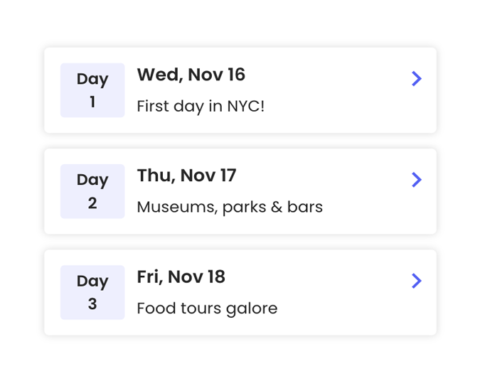 Day
1
Wed, Nov 16
First day in NYC!
Day
2
Thu, Nov 17
Museums, parks & bars
Day
3
Fri, Nov 18
Food tours galore